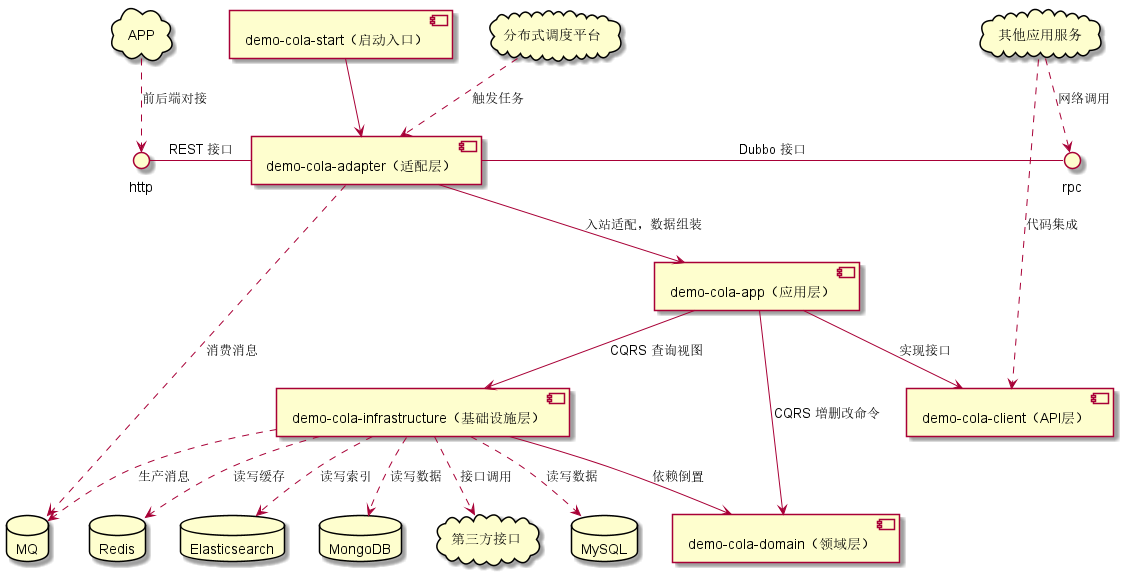 APP
demo-cola-start（启动入口）
分布式调度平台
其他应用服务
前后端对接
触发任务
网络调用
REST 接口
Dubbo 接口
demo-cola-adapter（适配层）
http
rpc
入站适配，数据组装
代码集成
demo-cola-app（应用层）
消费消息
CQRS 查询视图
实现接口
CQRS 增删改命令
demo-cola-infrastructure（基础设施层）
demo-cola-client（API层）
生产消息
读写缓存
读写索引
读写数据
接口调用
读写数据
依赖倒置
MQ
Redis
Elasticsearch
MongoDB
第三方接口
MySQL
demo-cola-domain（领域层）